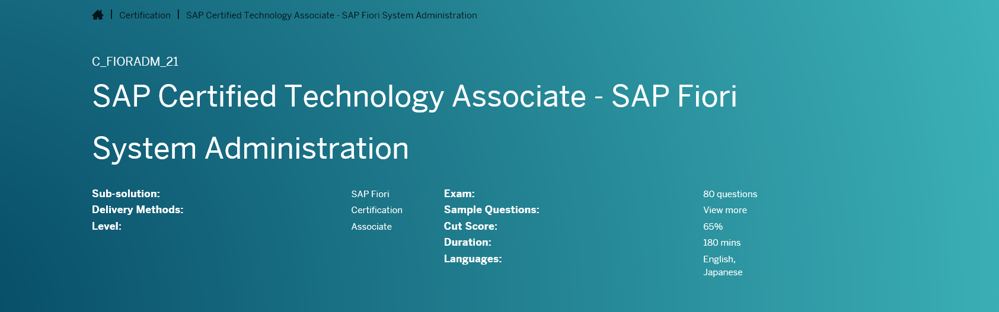 Certification | SAP Certified Technology Associate - SAP Fiori System Administration
C_FIORADM_21
SAP Certified Technology Associate - SAP Fiori
System Administration
Sub-solution: SAP Fiori Exam: 80 questions
Delivery Methods: Certification Sample Questions: View more
Level: Associate Cut Score: 65%
Duration: 180 mins
Languages: English,
Japanese